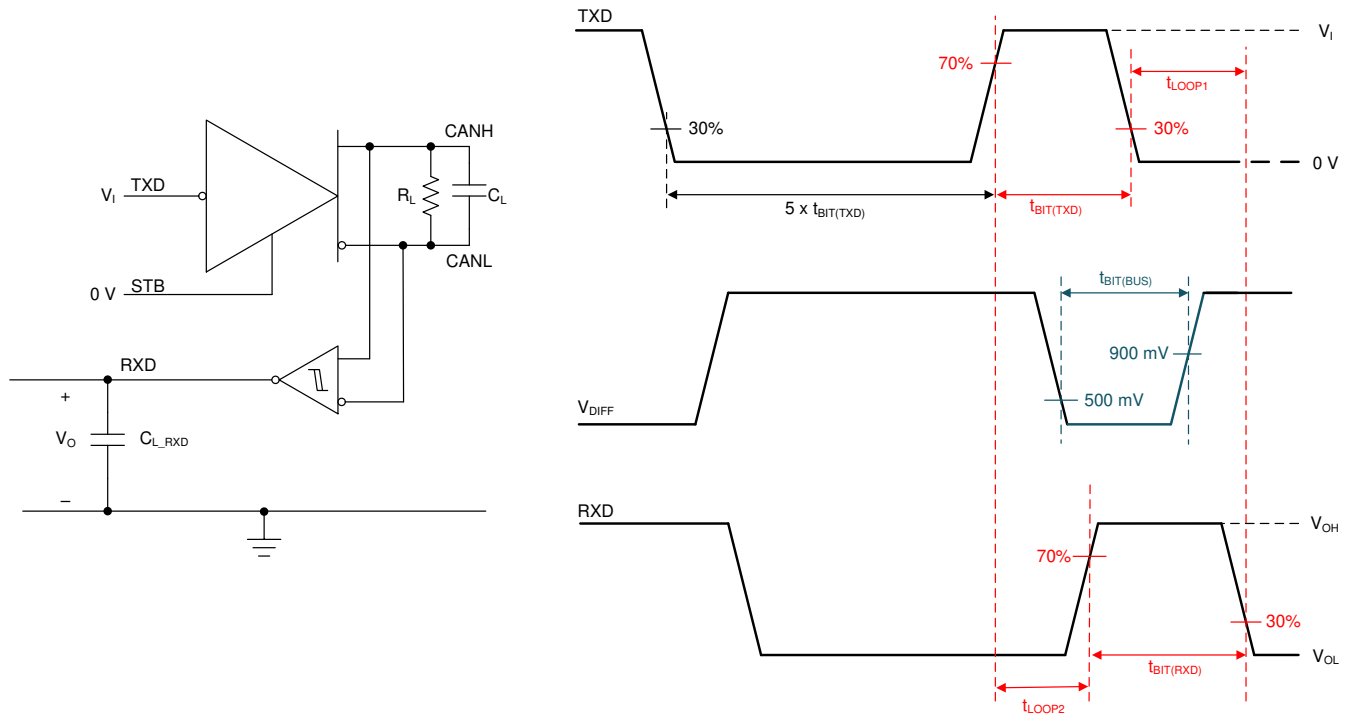 CANH
TXD
V_I
R_L
C_L
CANL
STB
0 V
RXD
+
V_O
C_L_RXD
–
TXD
V_I
70%
t_LOOP1
30%
30%
0 V
5 x t_BIT(TXD)
t_BIT(TXD)
t_BIT(BUS)
900 mV
500 mV
V_DIFF
RXD
V_OH
70%
30%
V_OL
t_BIT(RXD)
t_LOOP2